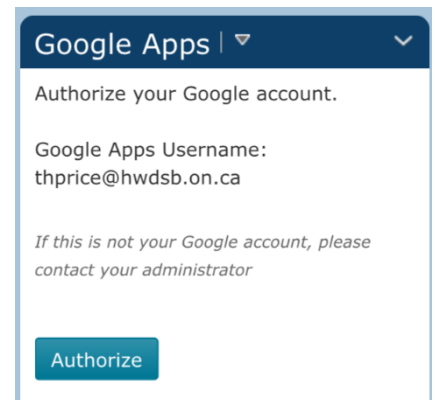 Google Apps
Authorize your Google account.
Google Apps Username:
thprice@hwdsb.on.ca
If this is not your Google account, please
contact your administrator
Authorize